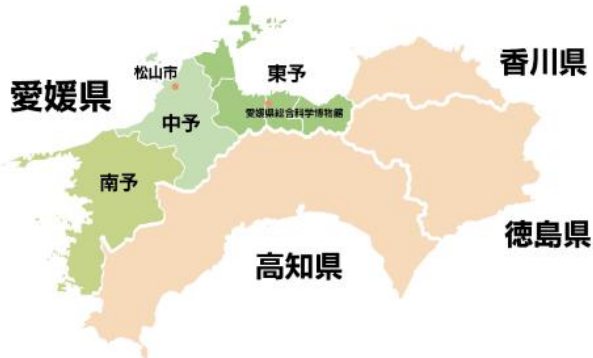 香川県
東予
松山市
愛媛県
愛媛県総合科学博物館
中予
南予
徳島県
高知県